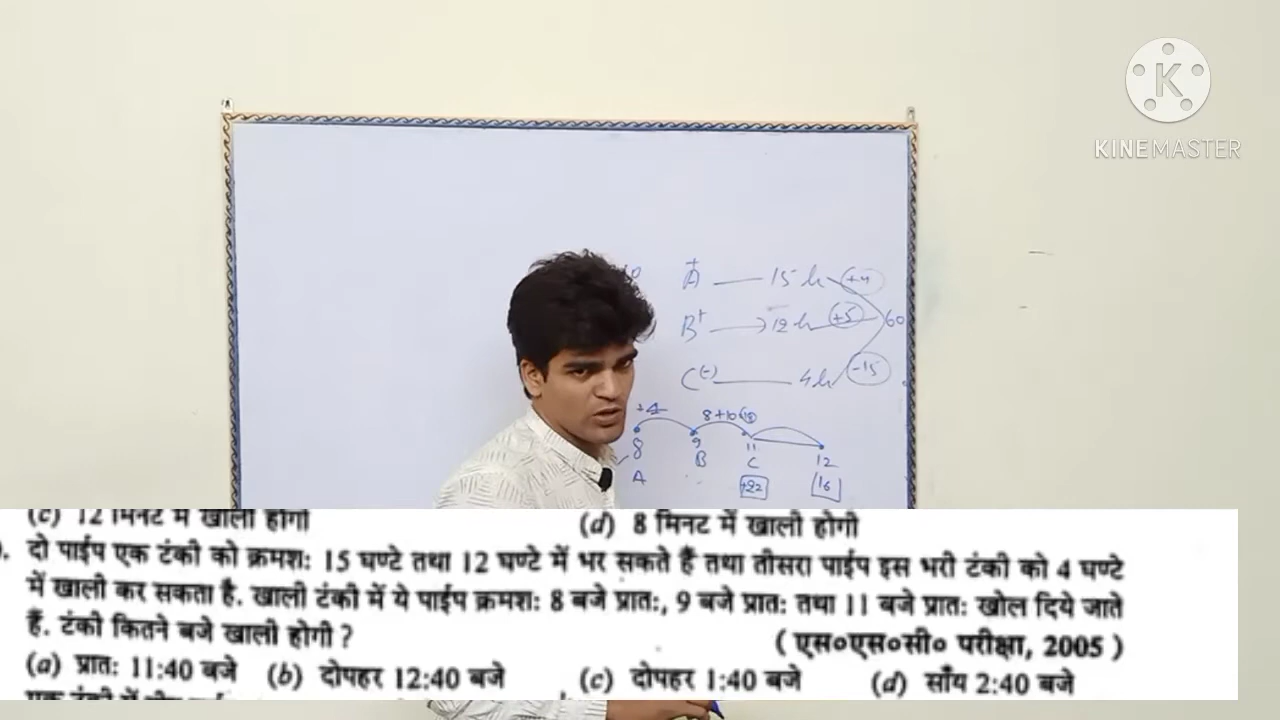 KINEMASTER
A+ —— 15 h +4
B+ —> 12 h +5 60
C(-) —— 4h -15
+4 8+10 18
8 9 11 12
A B C
+22 16
(c) 12 मिनट में खाली होगी (d) 8 मिनट में खाली होगी
. दो पाईप एक टंकी को क्रमश: 15 घण्टे तथा 12 घण्टे में भर सकते हैं तथा तीसरा पाईप इस भरी टंकी को 4 घण्टे
में खाली कर सकता है. खाली टंकी में ये पाईप क्रमश: 8 बजे प्रात:, 9 बजे प्रात: तथा 11 बजे प्रात: खोल दिये जाते
हैं. टंकी कितने बजे खाली होगी ? ( एस०एस०सी० परीक्षा, 2005 )
(a) प्रात: 11:40 बजे (b) दोपहर 12:40 बजे (c) दोपहर 1:40 बजे (d) साँय 2:40 बजे